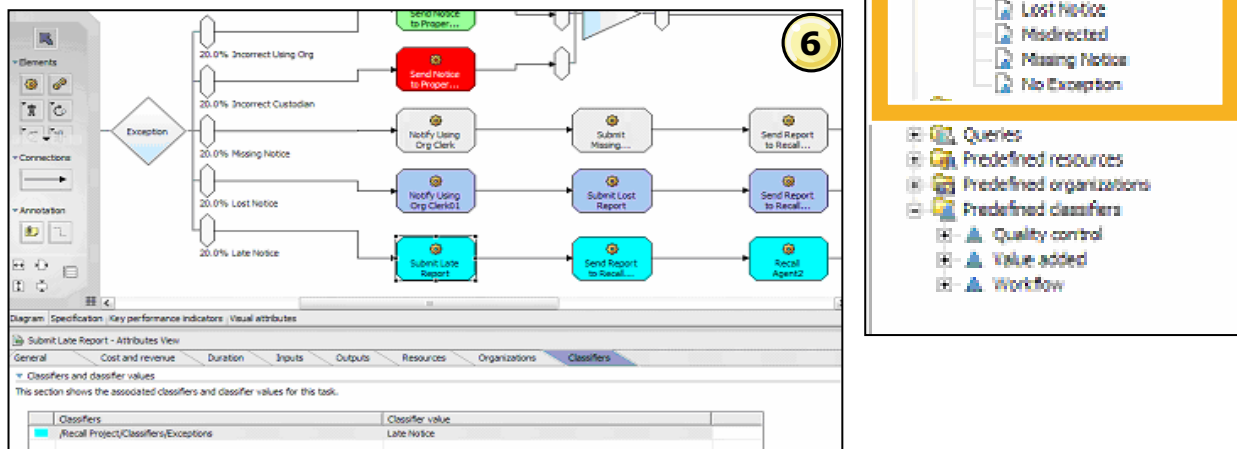 Send Notice
to Proper...
6
20.0% Incorrect Using Org
Elements
Send Notice
to Proper...
20.0% Incorrect Custodian
Exception
Notify Using
Org Clerk
Submit
Missing...
Send Report
to Recall...
20.0% Missing Notice
Connections
Notify Using
Org Clerk01
Submit Lost
Report
Send Report
to Recall...
20.0% Lost Notice
Annotation
20.0% Late Notice
Submit Late
Report
Send Report
to Recall...
Recall
Agent2
Diagram Specification Key performance indicators Visual attributes
Submit Late Report - Attributes View
General Cost and revenue Duration Inputs Outputs Resources Organizations Classifiers
Classifiers and classifier values
This section shows the associated classifiers and classifier values for this task.
Classifiers Classifier value
/Recall Project/Classifiers/Exceptions Late Notice
Lost Notice
Misdirected
Missing Notice
No Exception
Queries
Predefined resources
Predefined organizations
Predefined classifiers
Quality control
Value added
Workflow